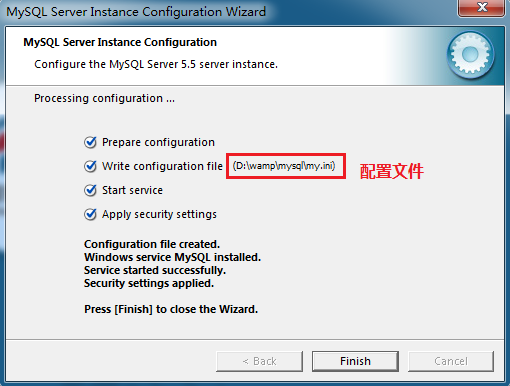 MySQL Server Instance Configuration Wizard
MySQL Server Instance Configuration
Configure the MySQL Server 5.5 server instance.
Processing configuration ...
Prepare configuration
Write configuration file (D:\wamp\mysql\my.ini) 配置文件
Start service
Apply security settings
Configuration file created.
Windows service MySQL installed.
Service started successfully.
Security settings applied.
Press [Finish] to close the Wizard.
< Back Finish Cancel